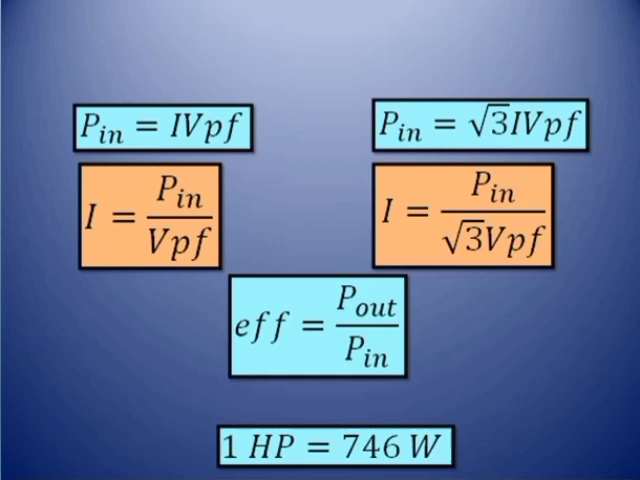 P_in = IVpf
P_in = √3IVpf
I = P_in / Vpf
I = P_in / √3Vpf
eff = P_out / P_in
1 HP = 746 W